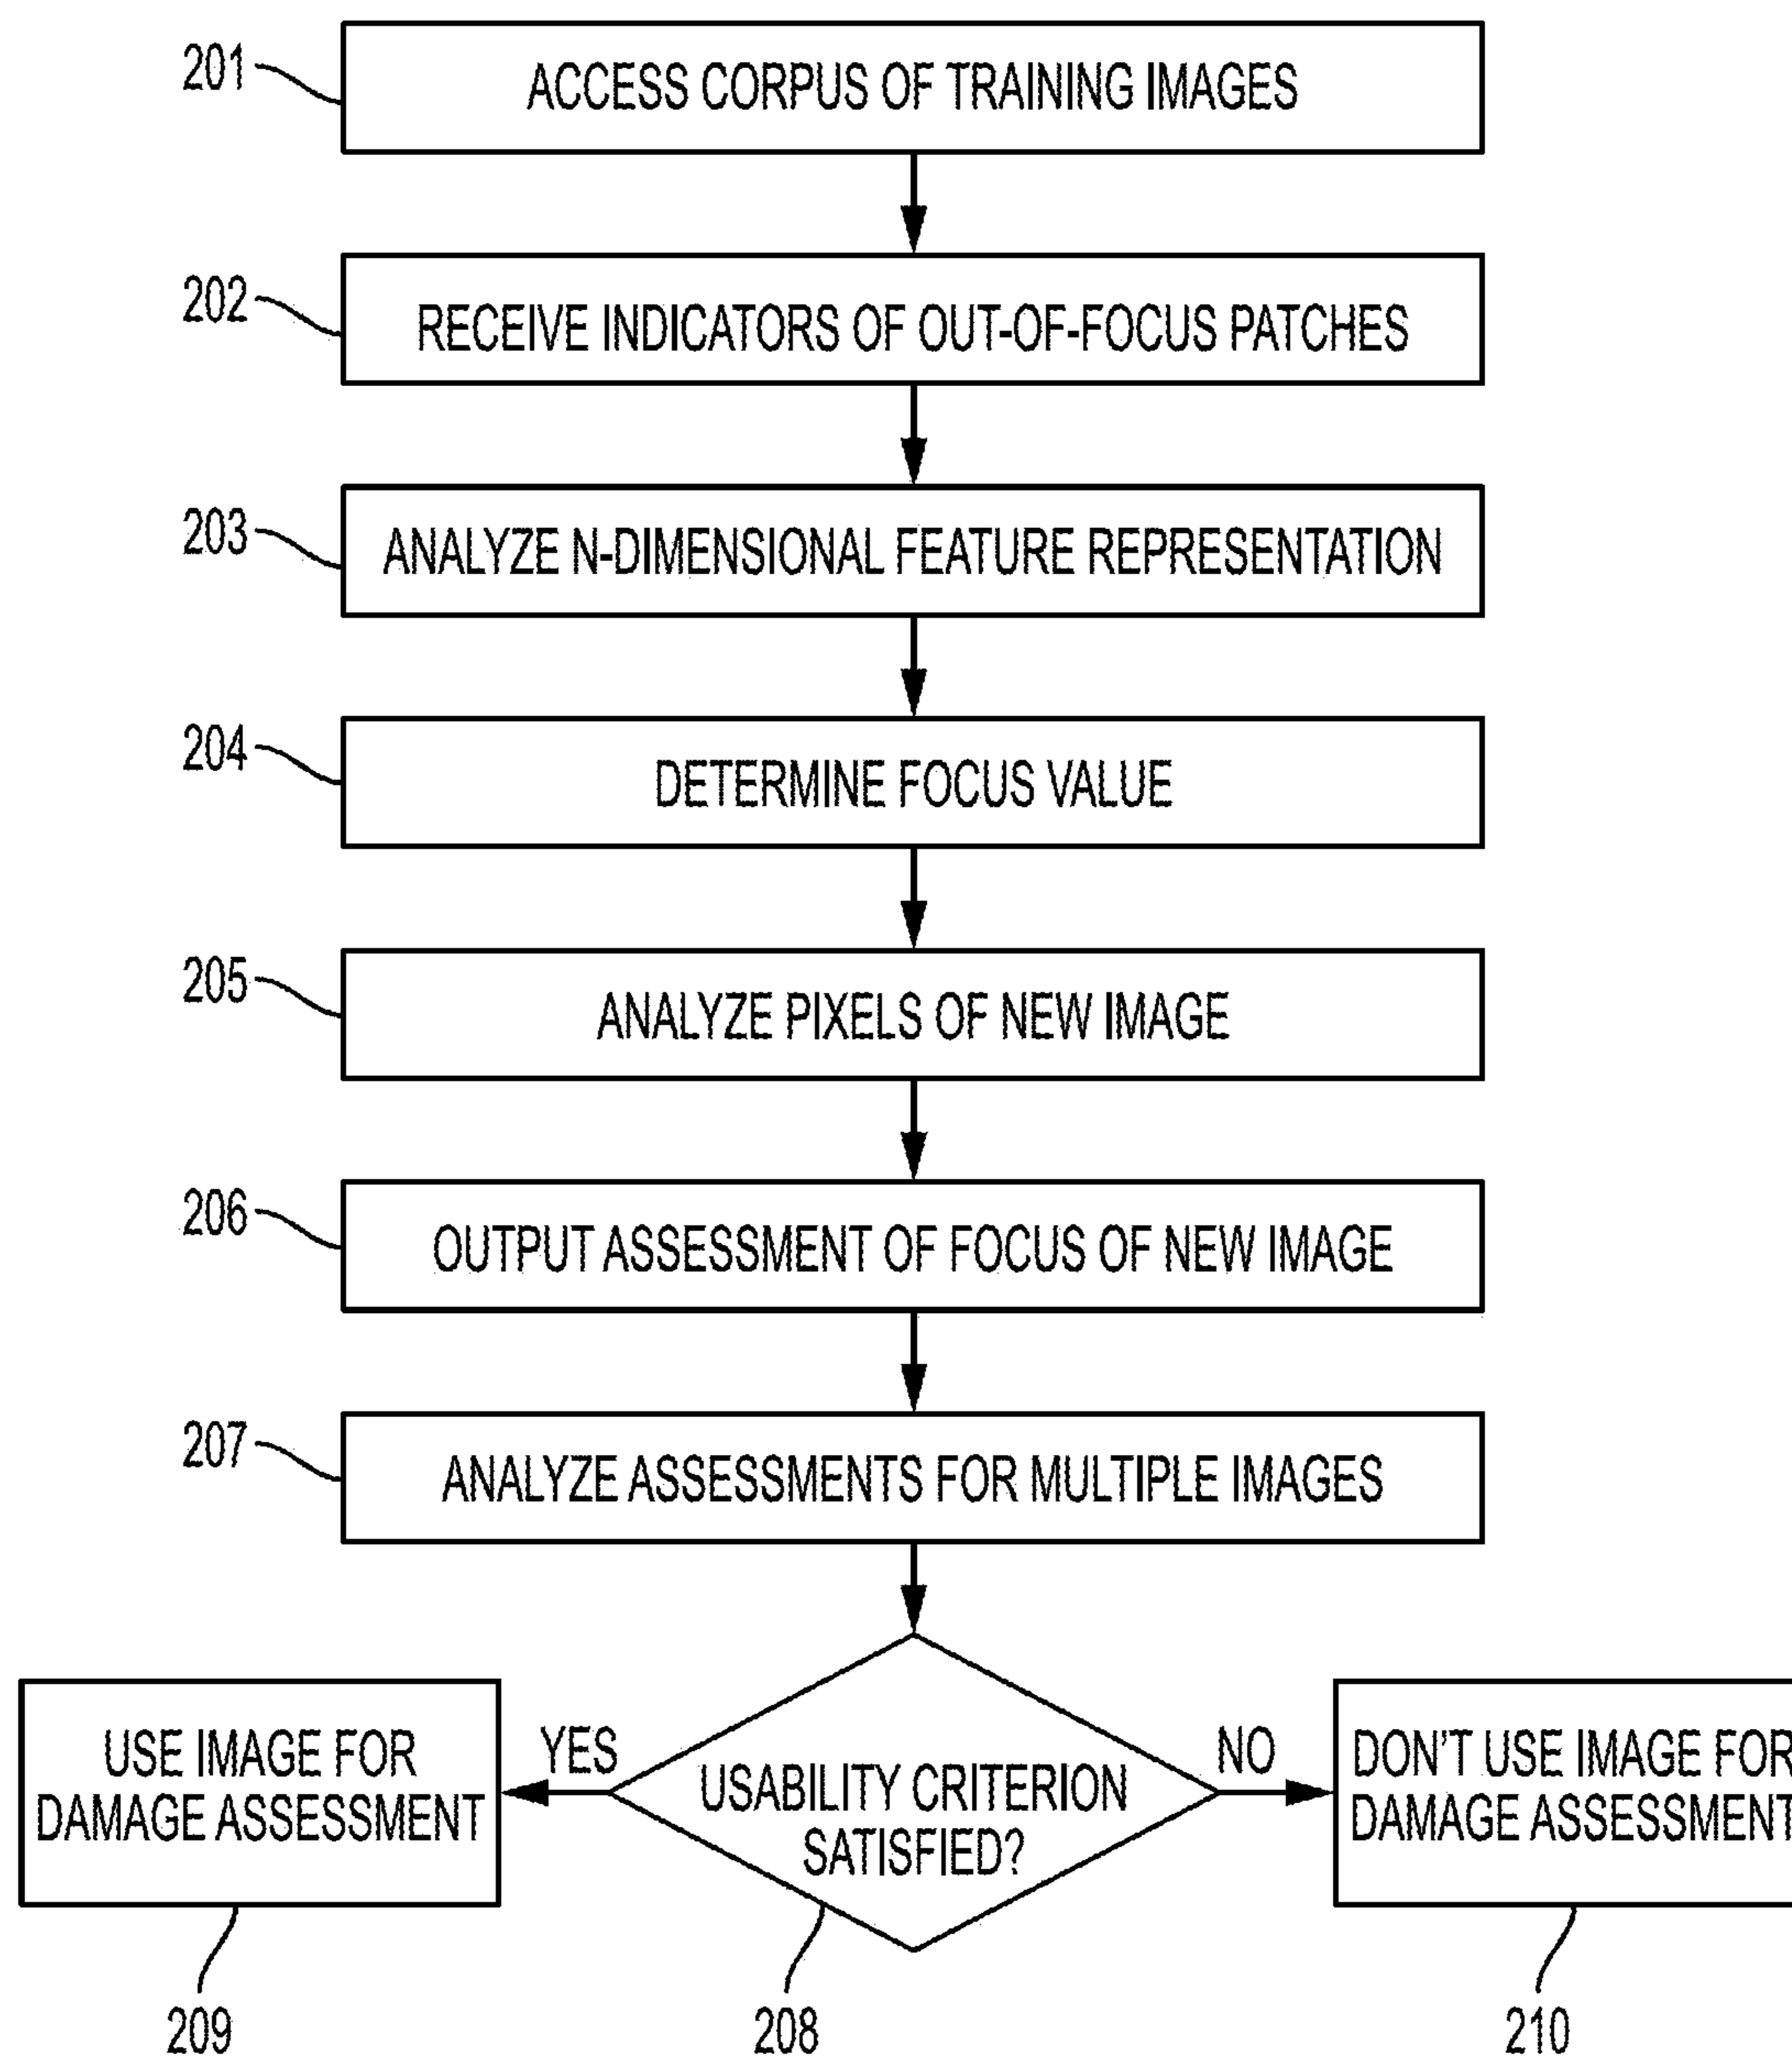 201
ACCESS CORPUS OF TRAINING IMAGES
202
RECEIVE INDICATORS OF OUT-OF-FOCUS PATCHES
203
ANALYZE N-DIMENSIONAL FEATURE REPRESENTATION
204
DETERMINE FOCUS VALUE
205
ANALYZE PIXELS OF NEW IMAGE
206
OUTPUT ASSESSMENT OF FOCUS OF NEW IMAGE
207
ANALYZE ASSESSMENTS FOR MULTIPLE IMAGES
USE IMAGE FOR
DAMAGE ASSESSMENT
YES
USABILITY CRITERION
SATISFIED?
NO
DON'T USE IMAGE FOR
DAMAGE ASSESSMENT
209
208
210